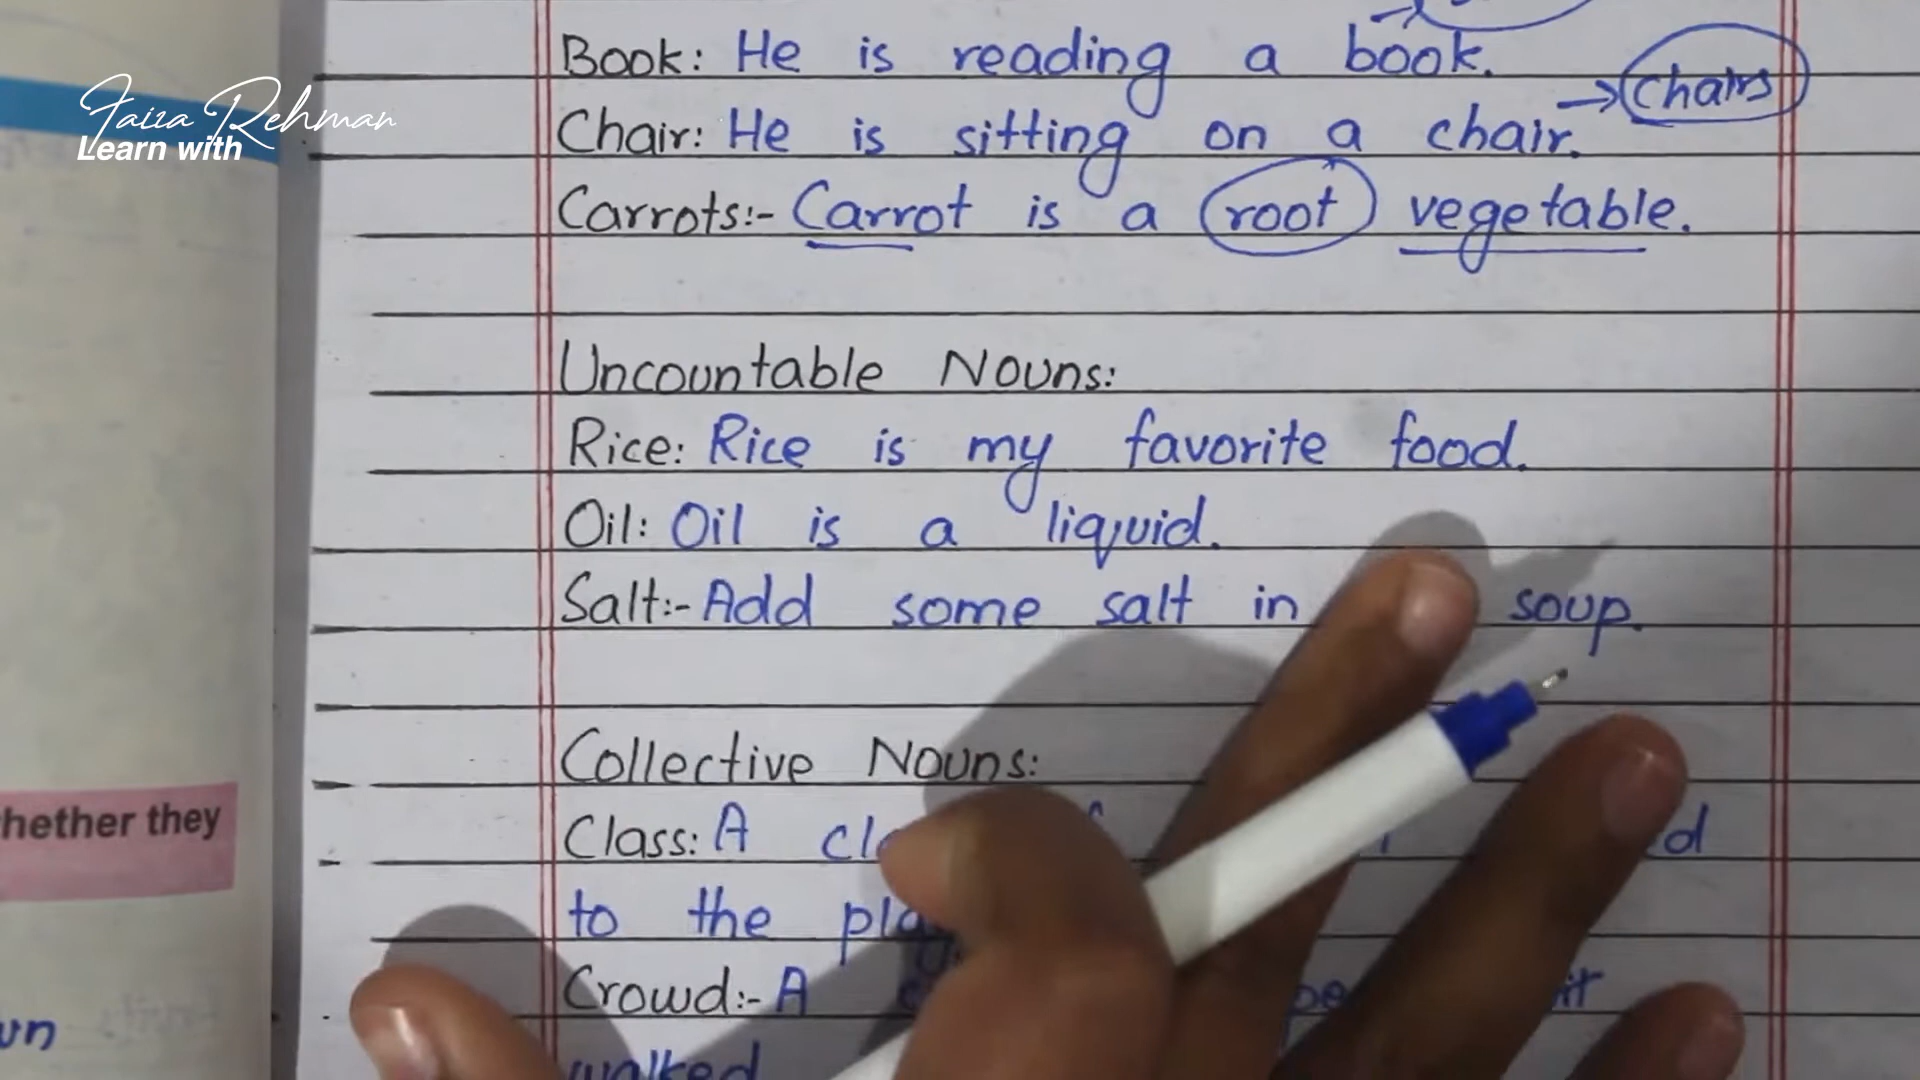 Faiza Rehman
Learn with
Book: He is reading a book.
chairs
Chair: He is sitting on a chair.
Carrots:- Carrot is a root vegetable.
Uncountable Nouns:
Rice: Rice is my favorite food.
Oil: Oil is a liquid.
Salt:- Add some salt in soup.
Collective Nouns:
hether they
Class: A
to the
Crowd:- A
un
walked